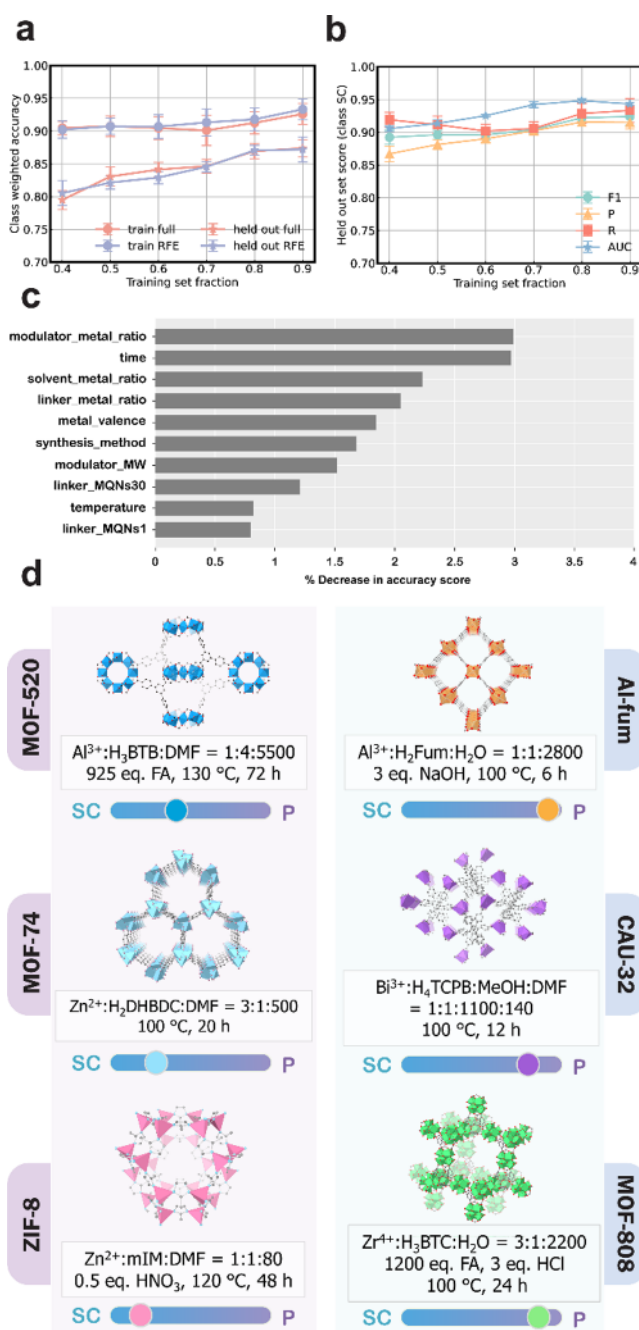 a
Class weighted accuracy
1.00
0.95
0.90
0.85
0.80
0.75
0.70
train full
held out full
train RFE
held out RFE
0.4 0.5 0.6 0.7 0.8 0.9
Training set fraction
b
Held out set score (class SC)
1.00
0.95
0.90
0.85
0.80
0.75
0.70
F1
P
R
AUC
0.4 0.5 0.6 0.7 0.8 0.9
Training set fraction
c
modulator_metal_ratio
time
solvent_metal_ratio
linker_metal_ratio
metal_valence
synthesis_method
modulator_MW
linker_MQNs30
temperature
linker_MQNs1
0 0.5 1 1.5 2 2.5 3 3.5 4
% Decrease in accuracy score
d
MOF-520
Al³⁺:H₃BTB:DMF = 1:4:5500
925 eq. FA, 130 °C, 72 h
SC P
Al-fum
Al³⁺:H₂Fum:H₂O = 1:1:2800
3 eq. NaOH, 100 °C, 6 h
SC P
MOF-74
Zn²⁺:H₂DHBDC:DMF = 3:1:500
100 °C, 20 h
SC P
CAU-32
Bi³⁺:H₄TCPB:MeOH:DMF
= 1:1:1100:140
100 °C, 12 h
SC P
ZIF-8
Zn²⁺:mIM:DMF = 1:1:80
0.5 eq. HNO₃, 120 °C, 48 h
SC P
MOF-808
Zr⁴⁺:H₃BTC:H₂O = 3:1:2200
1200 eq. FA, 3 eq. HCl
100 °C, 24 h
SC P